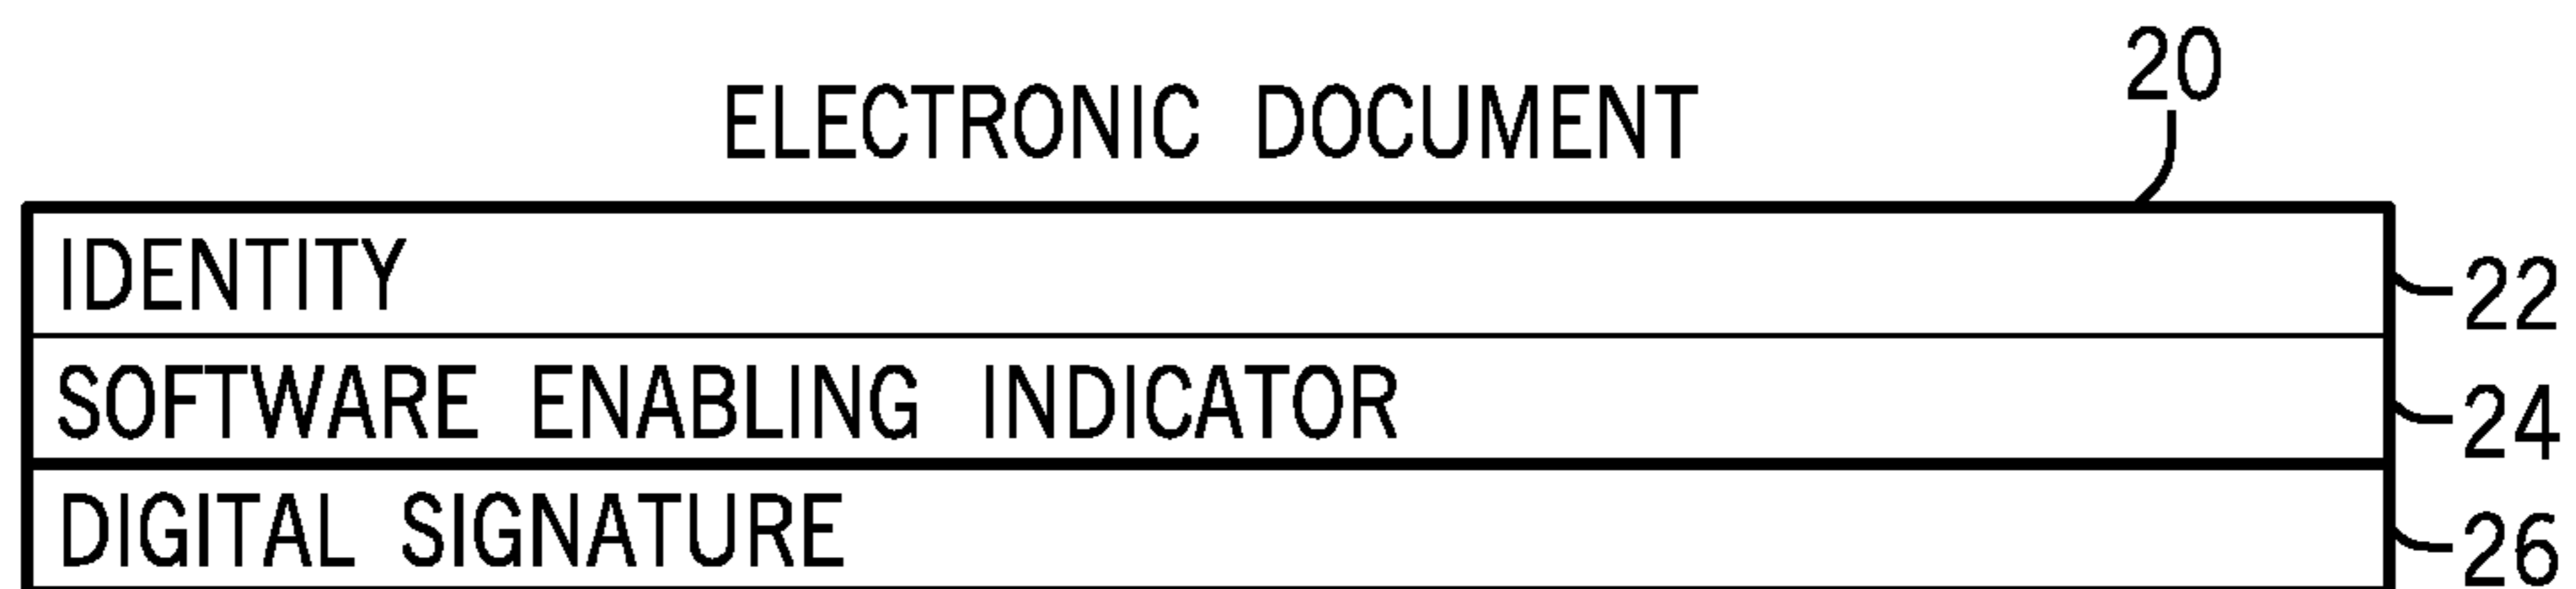 20
ELECTRONIC DOCUMENT
IDENTITY
22
SOFTWARE ENABLING INDICATOR
24
DIGITAL SIGNATURE
26